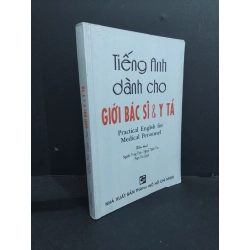 Tiếng Anh
dành cho
GIỚI BÁC SĨ & Y TÁ
Practical English for
Medical Personnel
NHÀ XUẤT BẢN THÀNH PHỐ HỒ CHÍ MINH